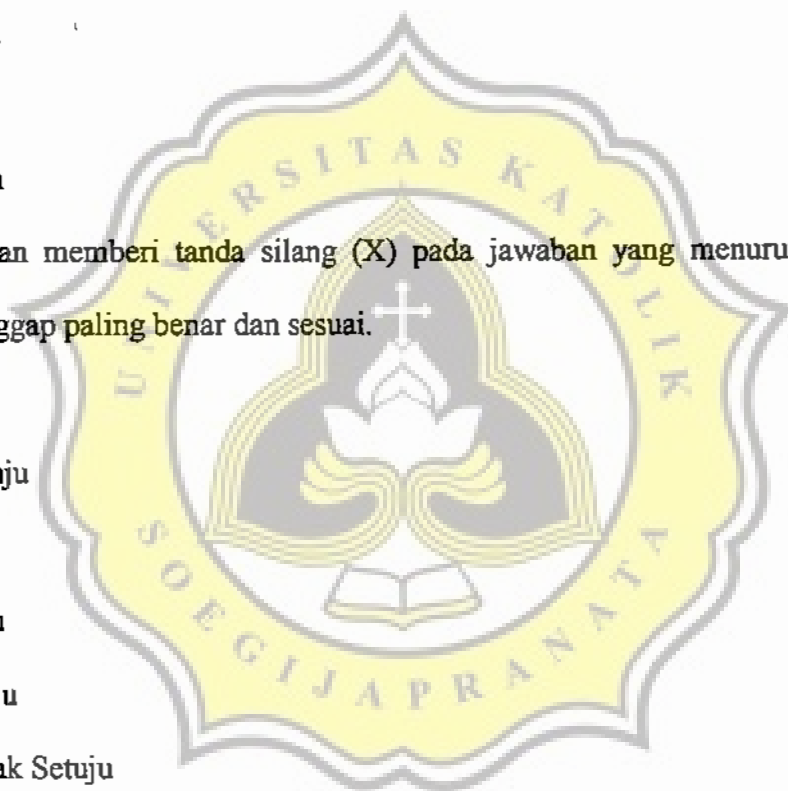 UNIVERSITAS KATOLIK
an memberi tanda silang (X) pada jawaban yang menuru
ggap paling benar dan sesuai.
ju
u
u
ak Setuju
SOEGIJAPRANATA